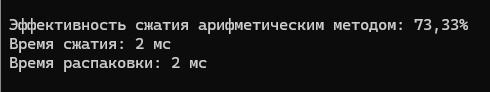 Эффективность сжатия арифметическим методом: 73,33%
Время сжатия: 2 мс
Время распаковки: 2 мс